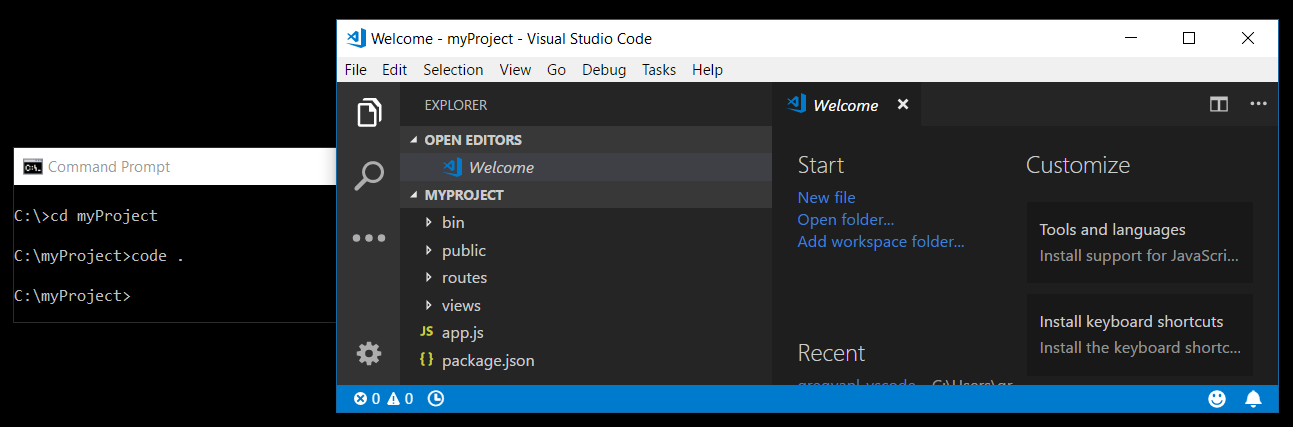 Command Prompt
C:\>cd myProject
C:\myProject>code .
C:\myProject>
Welcome - myProject - Visual Studio Code
File Edit Selection View Go Debug Tasks Help
EXPLORER
OPEN EDITORS
Welcome
MYPROJECT
bin
public
routes
views
JS app.js
{ } package.json
Welcome
Start
New file
Open folder...
Add workspace folder...
Recent
Customize
Tools and languages
Install support for JavaScri...
Install keyboard shortcuts
Install the keyboard shortc...
0 0